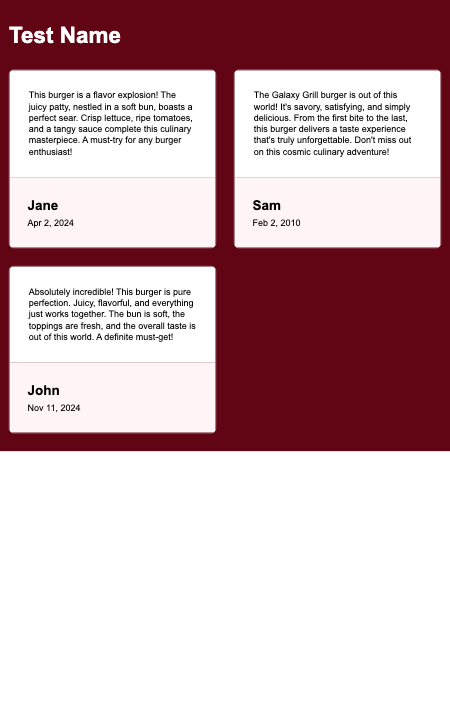 Test Name
This burger is a flavor explosion! The
juicy patty, nestled in a soft bun, boasts a
perfect sear. Crisp lettuce, ripe tomatoes,
and a tangy sauce complete this culinary
masterpiece. A must-try for any burger
enthusiast!
Jane
Apr 2, 2024
The Galaxy Grill burger is out of this
world! It's savory, satisfying, and simply
delicious. From the first bite to the last,
this burger delivers a taste experience
that's truly unforgettable. Don't miss out
on this cosmic culinary adventure!
Sam
Feb 2, 2010
Absolutely incredible! This burger is pure
perfection. Juicy, flavorful, and everything
just works together. The bun is soft, the
toppings are fresh, and the overall taste is
out of this world. A definite must-get!
John
Nov 11, 2024